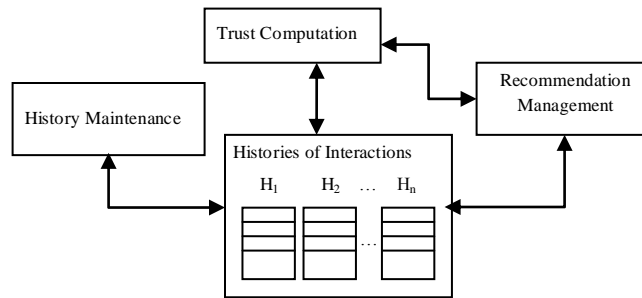 Trust Computation
Recommendation
Management
History Maintenance
Histories of Interactions
H1 H2 … Hn
…